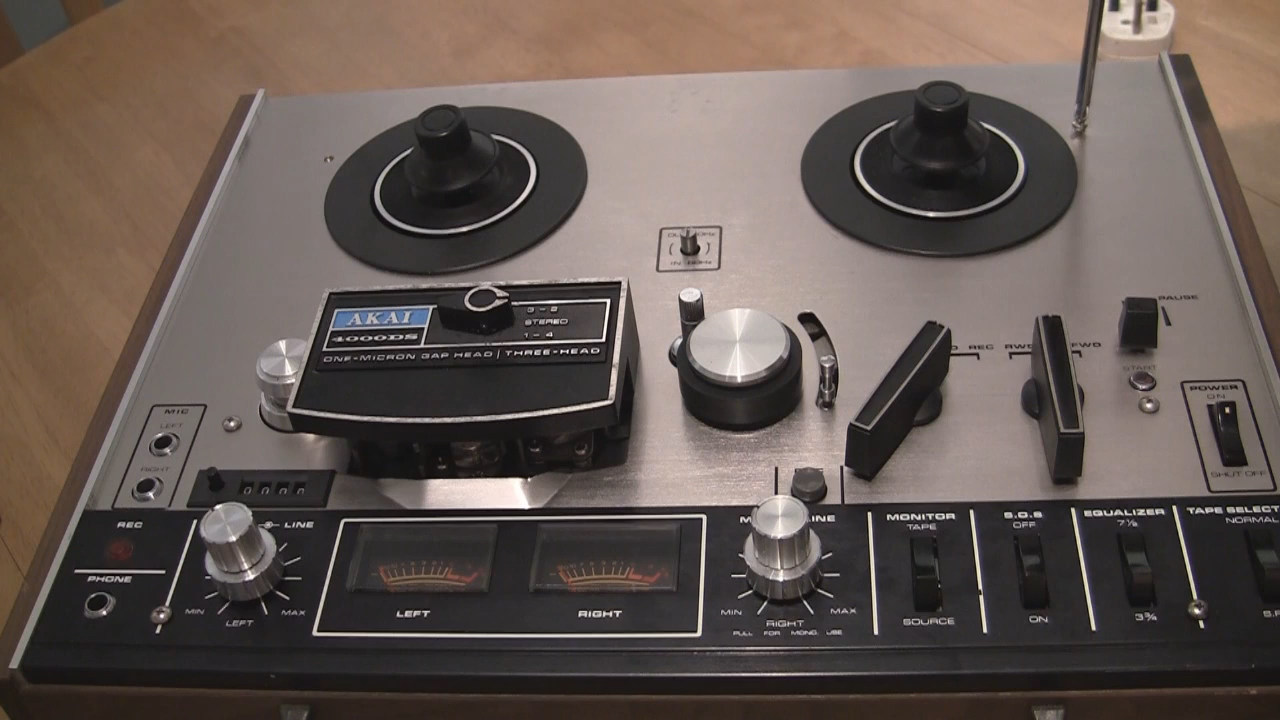 AKAI
4000DS
3-2
STEREO
1-4
ONE-MICRON GAP HEAD | THREE-HEAD
REC
RWD
FWD
PAUSE
START
POWER
ON
SHUT OFF
MIC
LEFT
RIGHT
REC
PHONE
LINE
MIN
MAX
LEFT
LEFT
RIGHT
LINE
MIN
MAX
RIGHT
PULL FOR MONO. USE
MONITOR
TAPE
SOURCE
S.O.S
OFF
ON
EQUALIZER
7½
3¾
TAPE SELECT
NORMAL